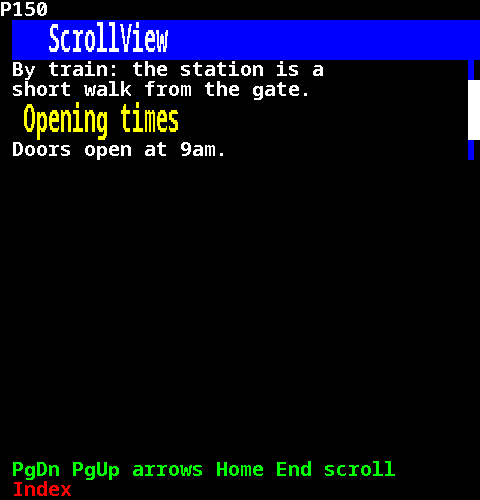 P150
ScrollView
By train: the station is a
short walk from the gate.
Opening times
Doors open at 9am.
PgDn PgUp arrows Home End scroll
Index